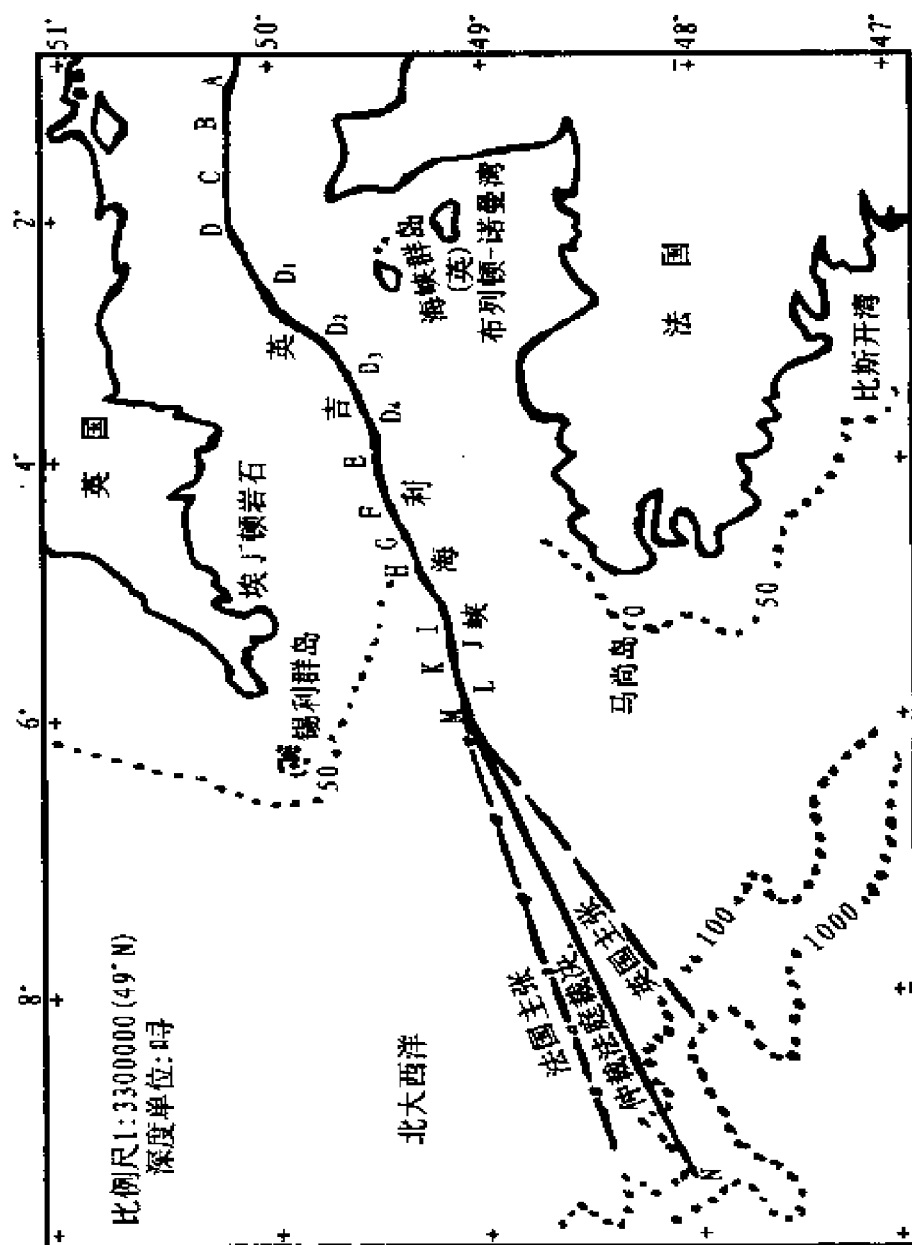 比例尺1:3300000(49°N)
深度单位:㖊
8°
6°
4°
2°
51°
50°
49°
48°
47°
英国
埃丁顿岩石
锡利群岛
50
北大西洋
英吉利海峡
A
B
C
D
D₁
D₂
D₃
D₄
E
F
G
H
I
J
K
L
M
N
海峡群岛
(英)
布列顿-诺曼湾
法国
比斯开湾
马尚岛
50
法国主张
仲裁法庭裁决
英国主张
100
1000